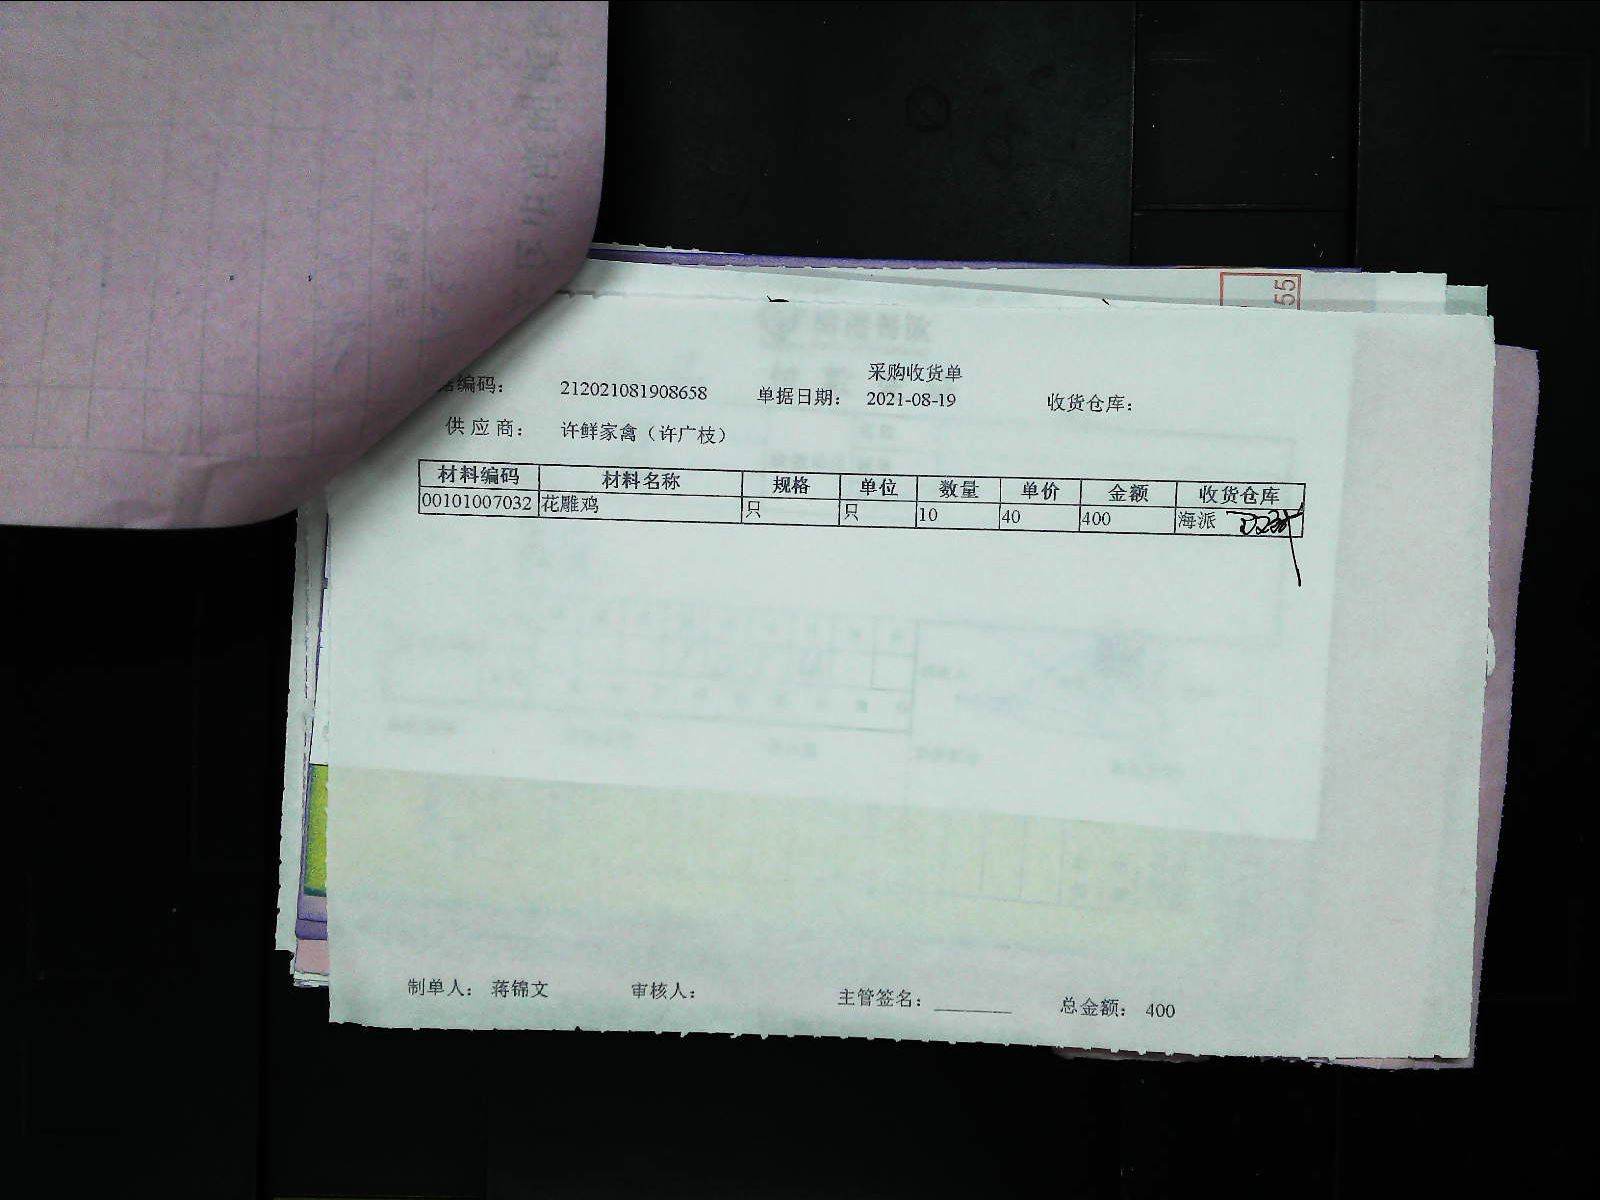 采购收货单
据编码： 212021081908658 单据日期： 2021-08-19 收货仓库：
供应商： 许鲜家禽（许广枝）
材料编码 材料名称 规格 单位 数量 单价 金额 收货仓库
00101007032 花雕鸡 只 只 10 40 400 海派
制单人： 蒋锦文 审核人： 主管签名： 总金额： 400
55